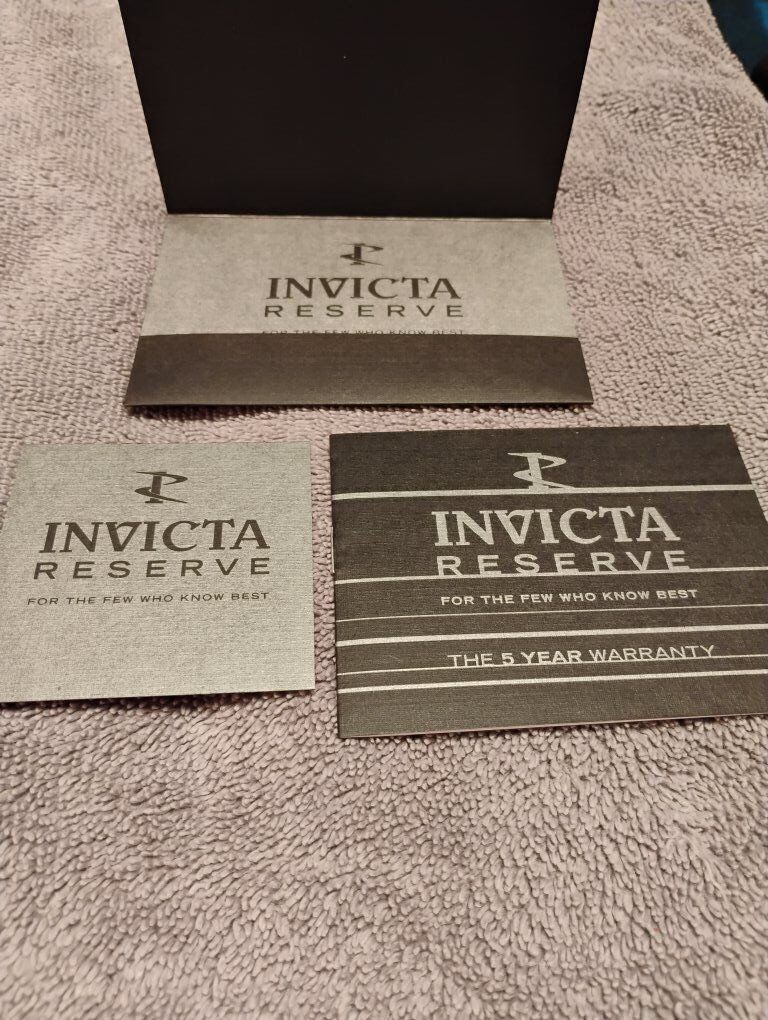 INVICTA
RESERVE
FOR THE FEW WHO KNOW BEST
INVICTA
RESERVE
FOR THE FEW WHO KNOW BEST
INVICTA
RESERVE
FOR THE FEW WHO KNOW BEST
THE 5 YEAR WARRANTY